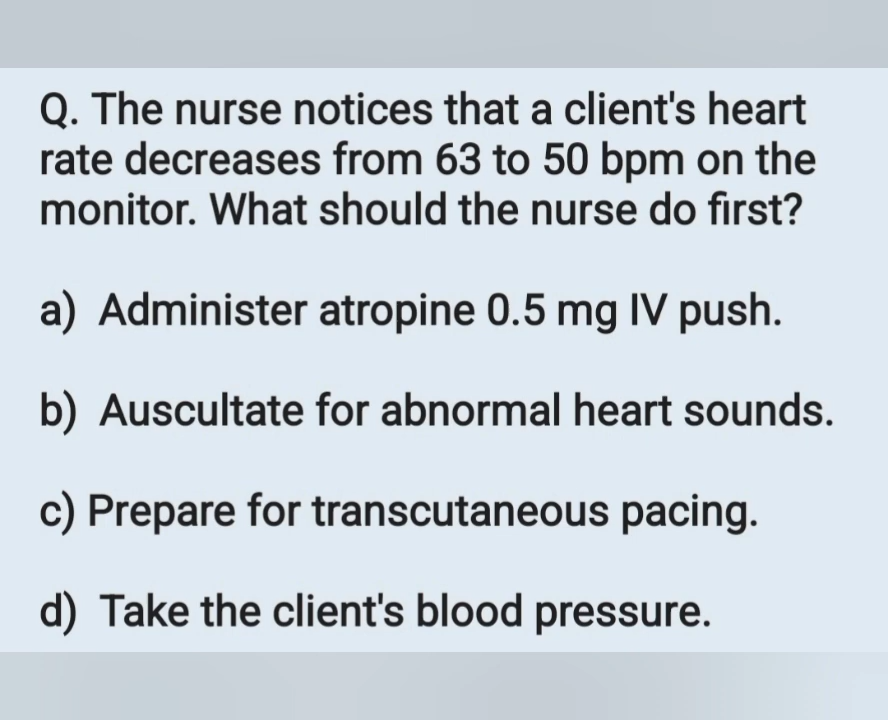 Q. The nurse notices that a client's heart
rate decreases from 63 to 50 bpm on the
monitor. What should the nurse do first?
a) Administer atropine 0.5 mg IV push.
b) Auscultate for abnormal heart sounds.
c) Prepare for transcutaneous pacing.
d) Take the client's blood pressure.